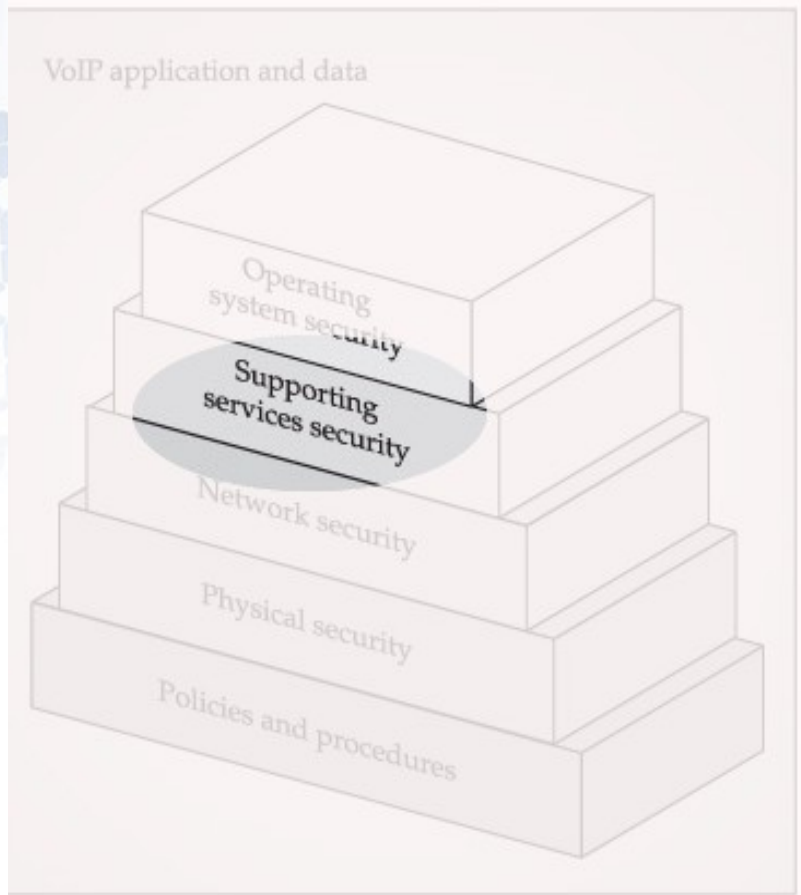 VoIP application and data
Operating
system security
Supporting
services security
Network security
Physical security
Policies and procedures